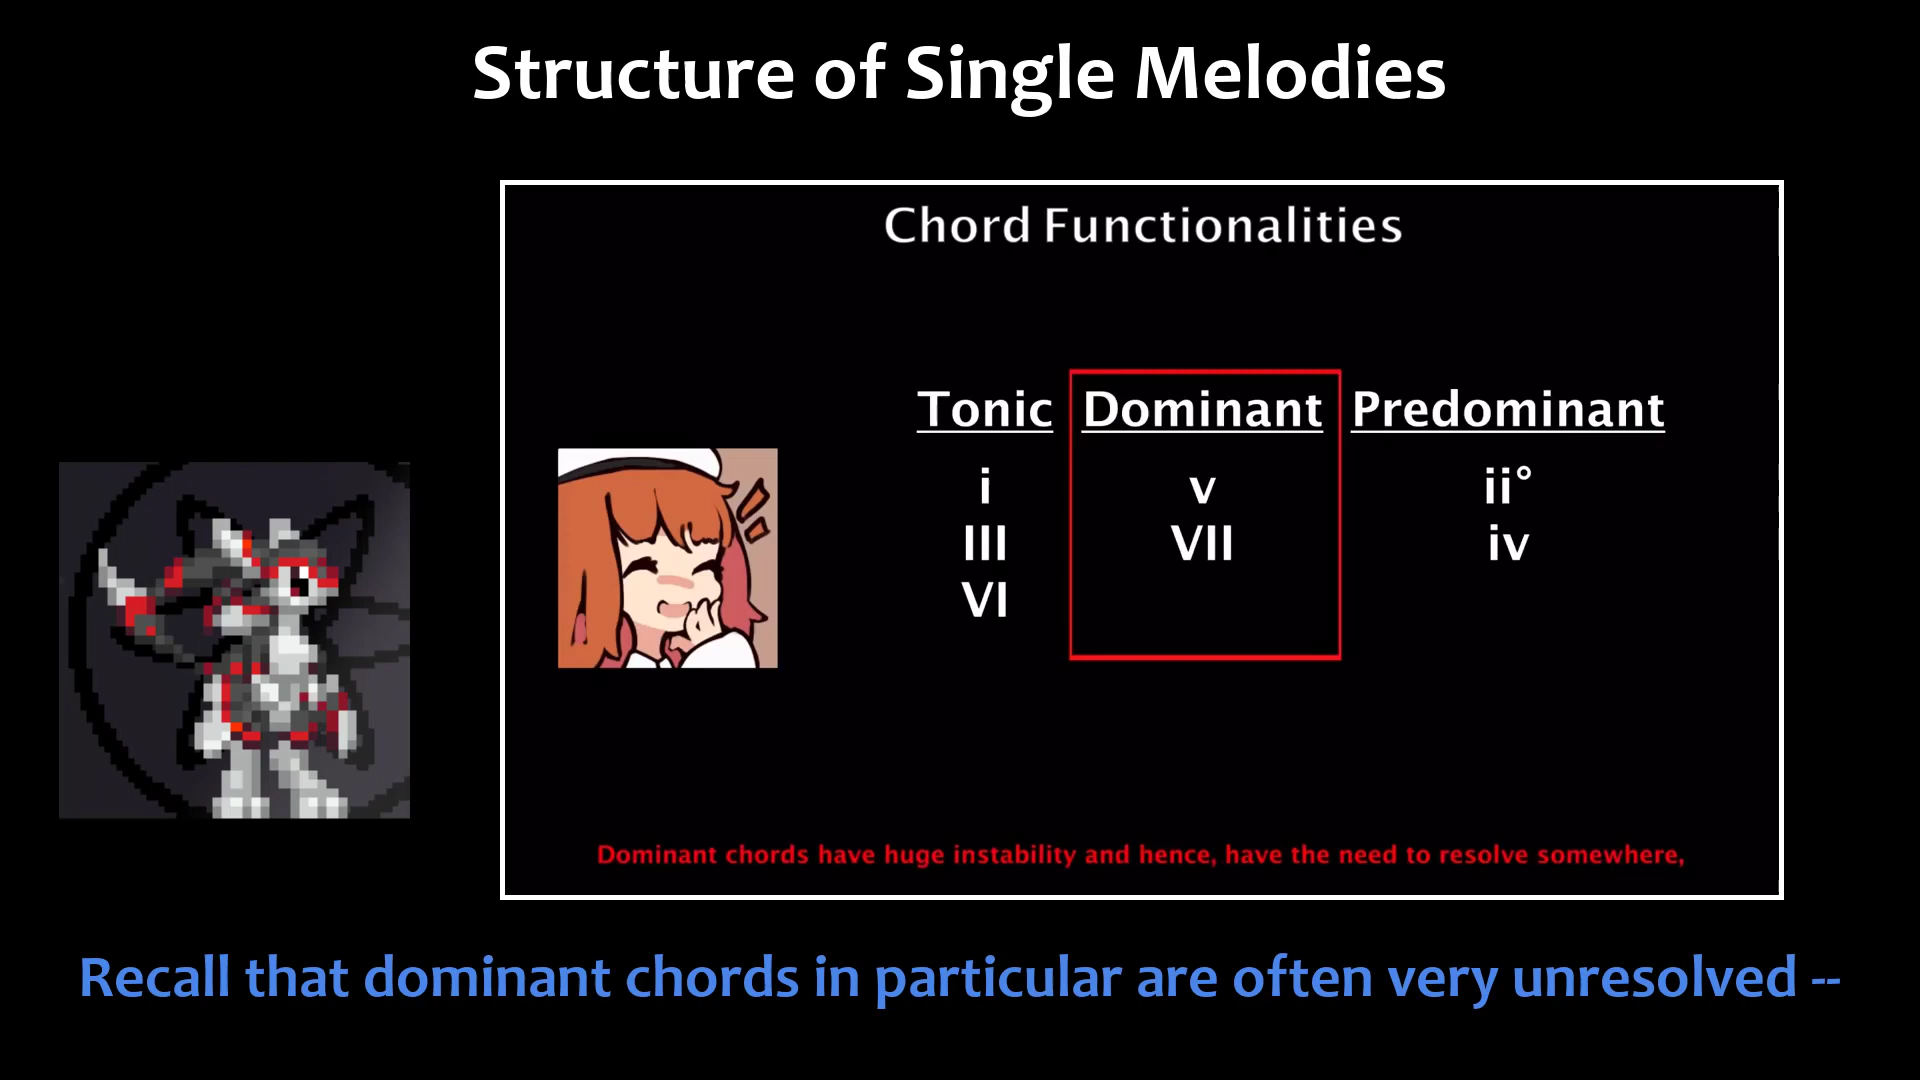 Structure of Single Melodies
Chord Functionalities
Tonic Dominant Predominant
i v ii°
III VII iv
VI
Dominant chords have huge instability and hence, have the need to resolve somewhere,
Recall that dominant chords in particular are often very unresolved --